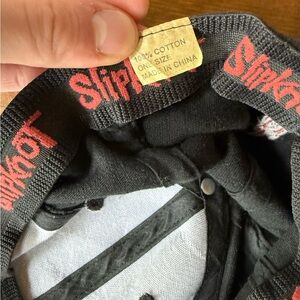 100% COTTON
ONE SIZE
MADE IN CHINA
Slipknot
Slipknot
Slipknot